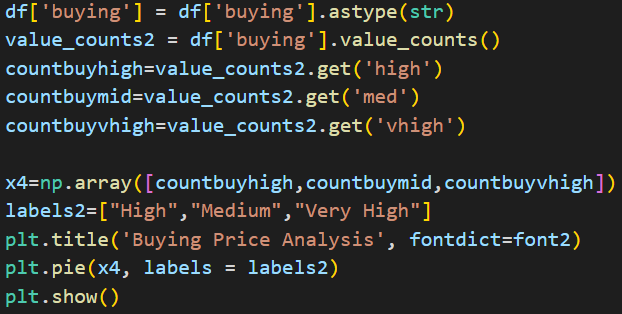 df['buying'] = df['buying'].astype(str)
value_counts2 = df['buying'].value_counts()
countbuyhigh=value_counts2.get('high')
countbuymid=value_counts2.get('med')
countbuyvhigh=value_counts2.get('vhigh')

x4=np.array([countbuyhigh,countbuymid,countbuyvhigh])
labels2=["High","Medium","Very High"]
plt.title('Buying Price Analysis', fontdict=font2)
plt.pie(x4, labels = labels2)
plt.show()